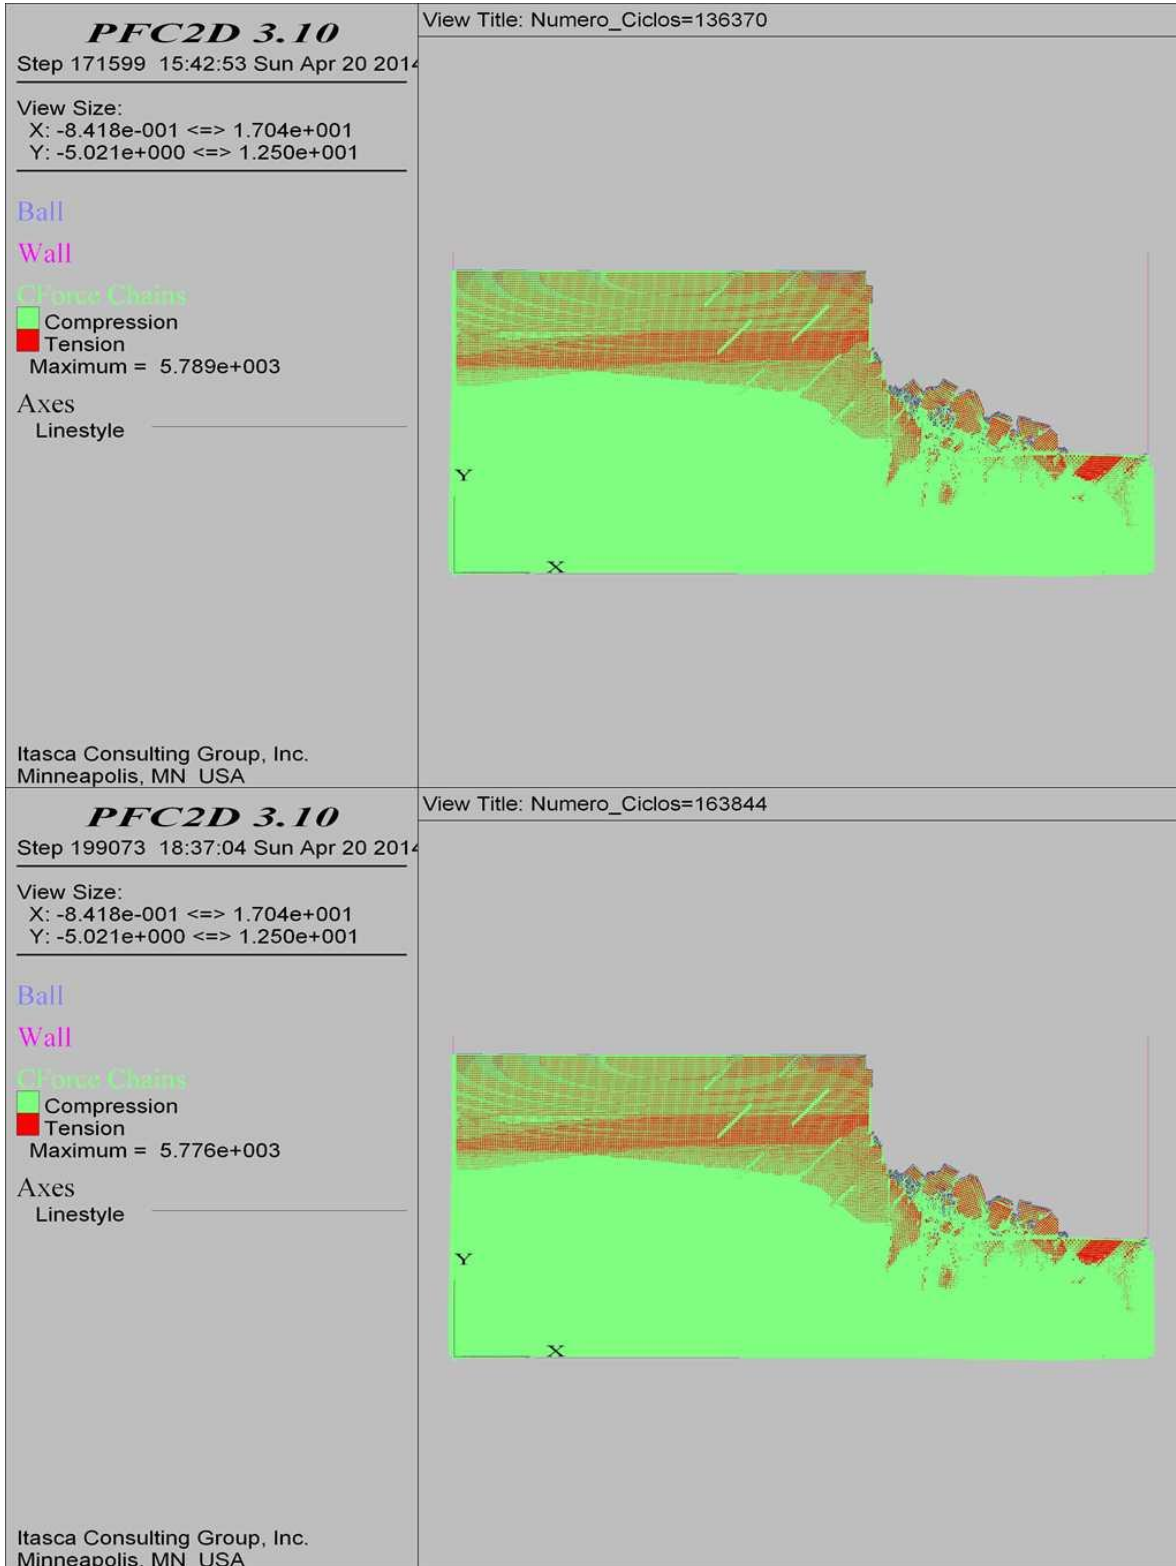 PFC2D 3.10
Step 171599 15:42:53 Sun Apr 20 2014
View Size:
X: -8.418e-001 <=> 1.704e+001
Y: -5.021e+000 <=> 1.250e+001
Ball
Wall
CForce Chains
Compression
Tension
Maximum = 5.789e+003
Axes
Linestyle
Itasca Consulting Group, Inc.
Minneapolis, MN USA
View Title: Numero_Ciclos=136370
Y
X
PFC2D 3.10
Step 199073 18:37:04 Sun Apr 20 2014
View Size:
X: -8.418e-001 <=> 1.704e+001
Y: -5.021e+000 <=> 1.250e+001
Ball
Wall
CForce Chains
Compression
Tension
Maximum = 5.776e+003
Axes
Linestyle
Itasca Consulting Group, Inc.
Minneapolis, MN USA
View Title: Numero_Ciclos=163844
Y
X